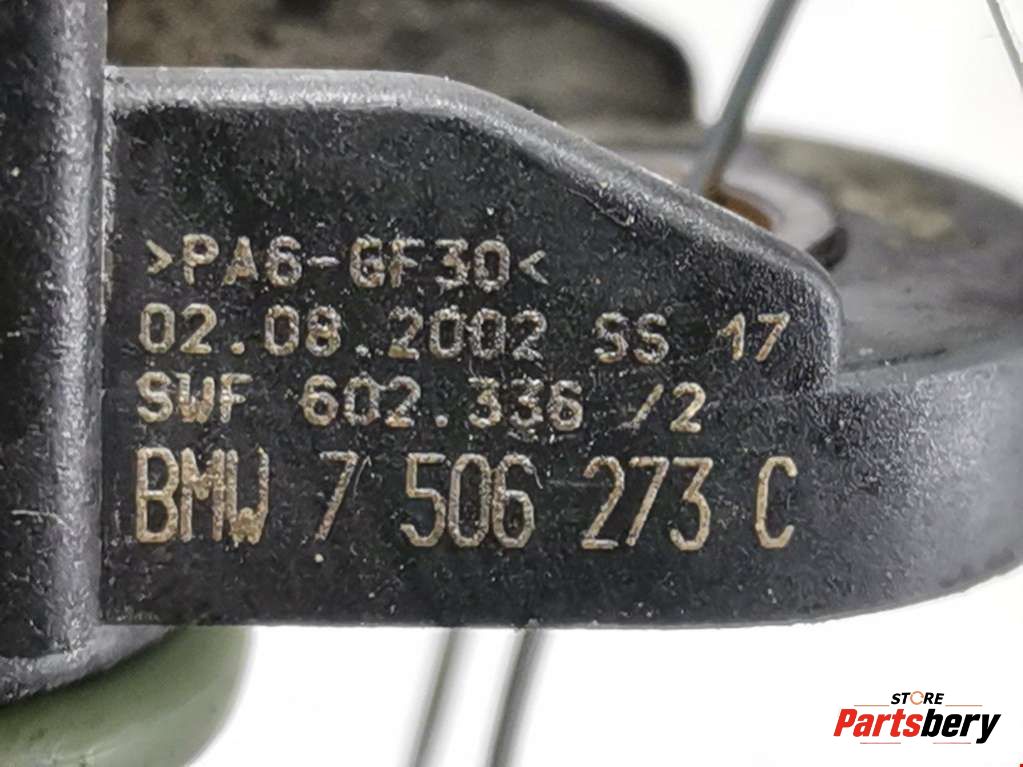 >PA6-GF30<
02.08.2002 SS 17
SWF 602.336 /2
BMW 7 506 273 C
STORE
Partsbery